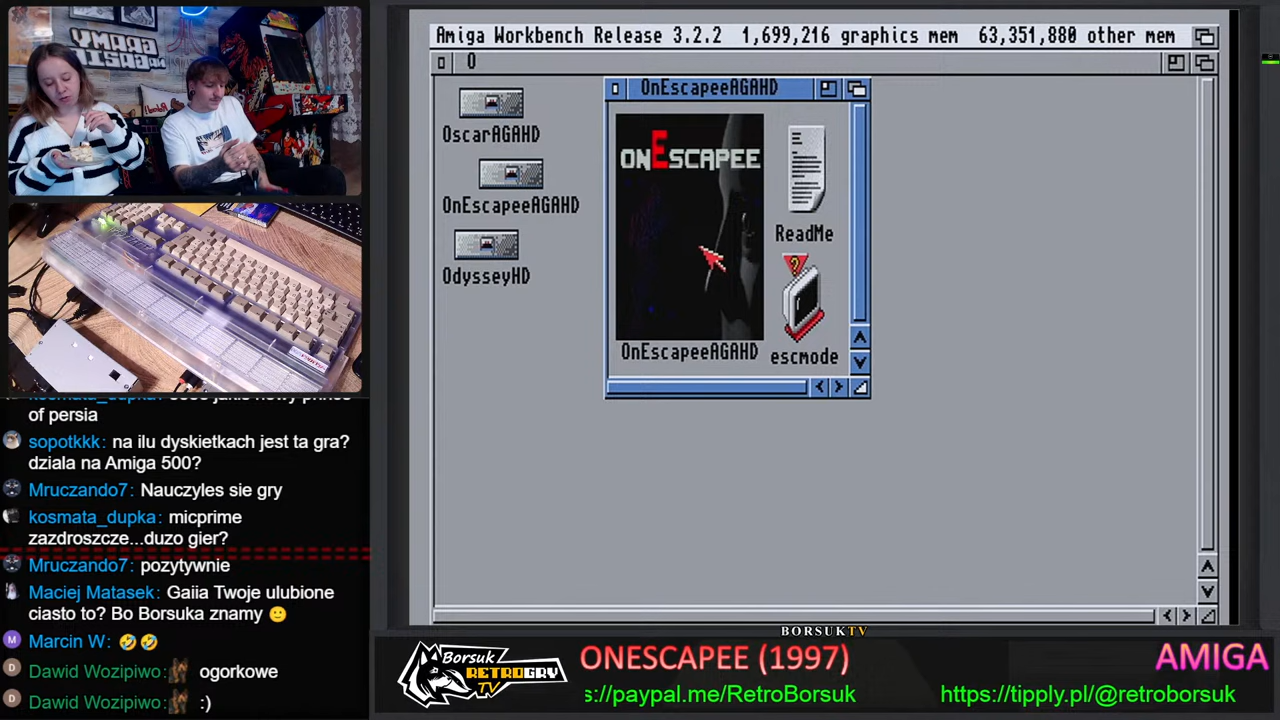 GRAMY
GASIMY
Amiga Workbench Release 3.2.2 1,699,216 graphics mem 63,351,880 other mem
0
OnEscapeeAGAHD
OscarAGAHD
OnEscapeeAGAHD
OdysseyHD
ONESCAPEE
ReadMe
OnEscapeeAGAHD
escmode
of persia
sopotkkk: na ilu dyskietkach jest ta gra?
dziala na Amiga 500?
Mruczando7: Nauczyles sie gry
kosmata_dupka: micprime
zazdroszcze...duzo gier?
Mruczando7: pozytywnie
Maciej Matasek: Gaiia Twoje ulubione
ciasto to? Bo Borsuka znamy 🙂
Marcin W: 🤣🤣
Dawid Wozipiwo: ogorkowe
Dawid Wozipiwo: :)
BORSUKTV
Borsuk
RETROGRY
TV
ONESCAPEE (1997)
AMIGA
s://paypal.me/RetroBorsuk
https://tipply.pl/@retroborsuk